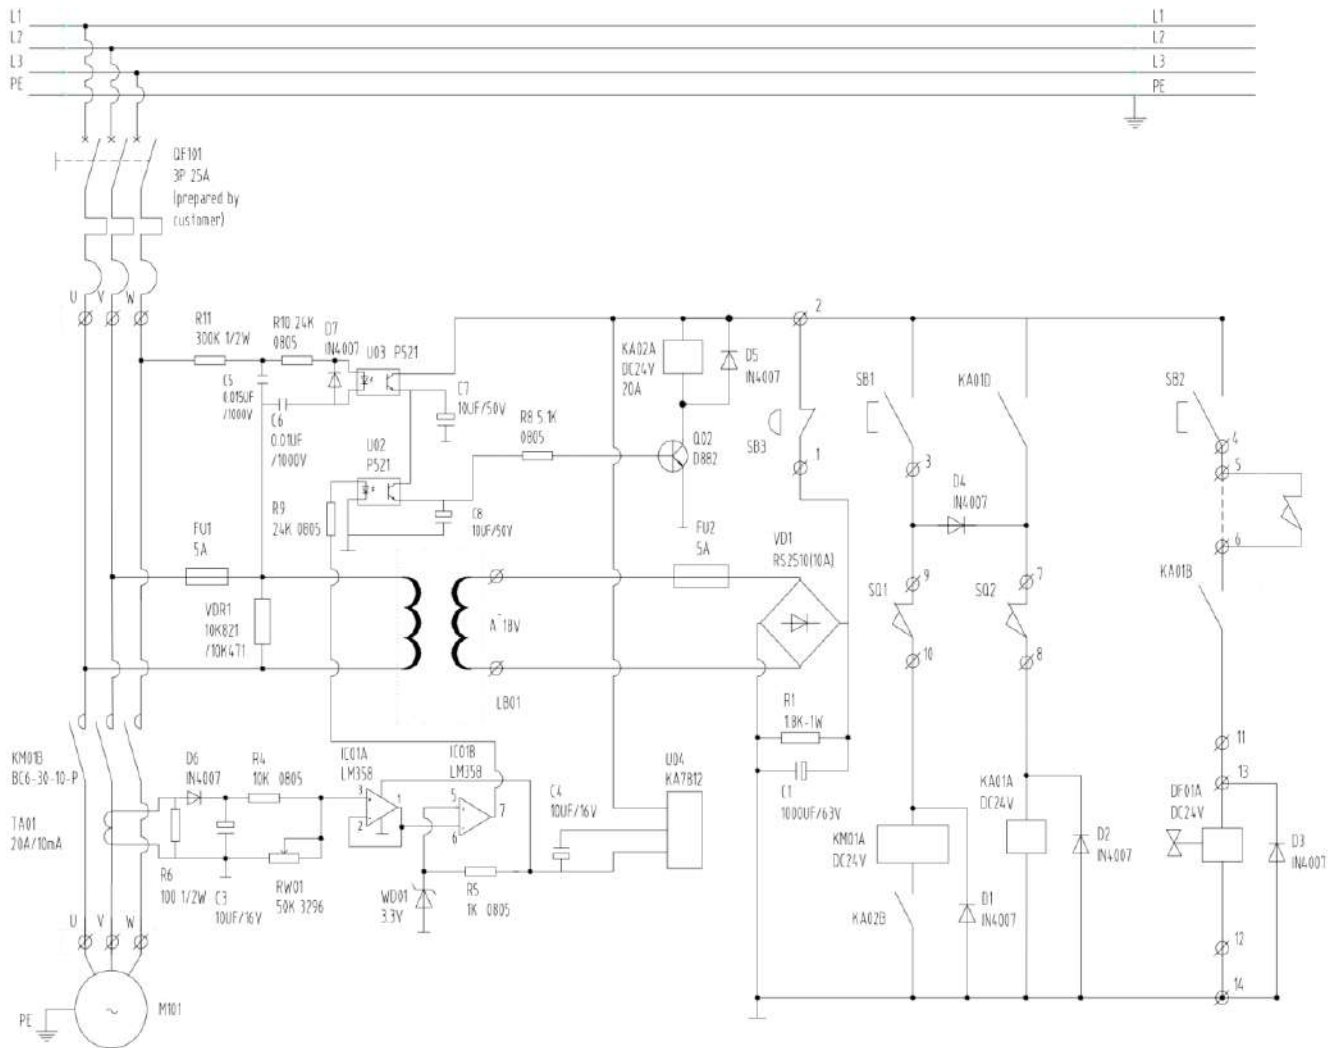 L1
L1
L2
L2
L3
L3
PE
PE
QF101
3P 25A
(prepared by
customer)
U
V
W
R11
300K 1/2W
R10 24K
0805
D7
IN4007
U03 P521
C5
0.015UF
/1000V
C6
0.01UF
/1000V
C7
10UF/50V
U02
P521
R9
24K 0805
C8
10UF/50V
R8 5.1K
0805
KA02A
DC24V
20A
D5
IN4007
Q02
D882
2
SB3
1
SB1
3
KA01D
D4
IN4007
SB2
4
5
6
FU1
5A
VDR1
10K821
/10K471
A~18V
LB01
FU2
5A
VD1
RS2510(10A)
SQ1
9
10
SQ2
7
8
KA01B
11
13
R1
1.8K-1W
C1
1000UF/63V
KM01B
BC6-30-10-P
TA01
20A/10mA
D6
IN4007
R4
10K 0805
R6
100 1/2W
C3
10UF/16V
RW01
50K 3296
IC01A
LM358
3
2
1
IC01B
LM358
5
6
7
WD01
3.3V
R5
1K 0805
C4
10UF/16V
U04
KA7812
KM01A
DC24V
KA02B
D1
IN4007
KA01A
DC24V
D2
IN4007
DF01A
DC24V
D3
IN4007
12
14
U
V
W
M101
~
PE